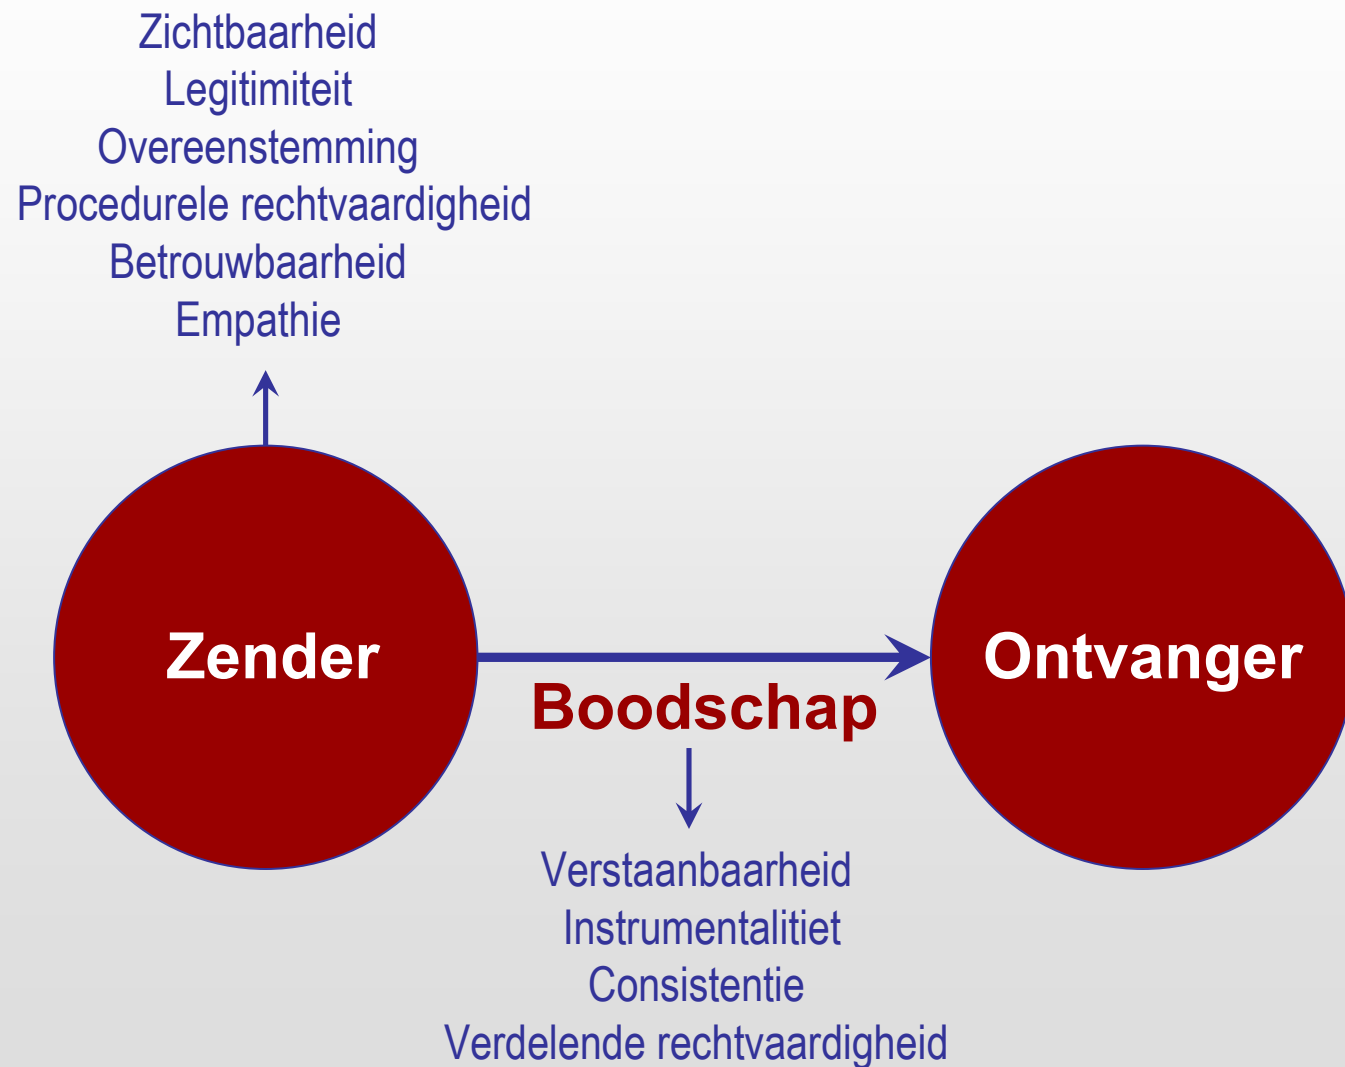 Zichtbaarheid
Legitimiteit
Overeenstemming
Procedurele rechtvaardigheid
Betrouwbaarheid
Empathie
Zender
Ontvanger
Boodschap
Verstaanbaarheid
Instrumentalitiet
Consistentie
Verdelende rechtvaardigheid